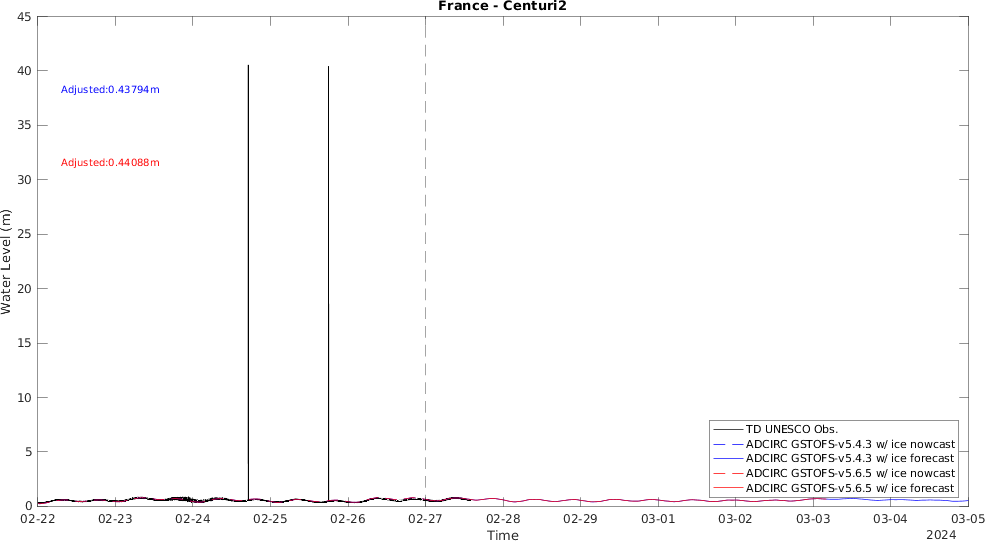 France - Centuri2
45
40
35
30
25
20
15
10
5
0
Water Level (m)
Adjusted:0.43794m
Adjusted:0.44088m
TD UNESCO Obs.
ADCIRC GSTOFS-v5.4.3 w/ ice nowcast
ADCIRC GSTOFS-v5.4.3 w/ ice forecast
ADCIRC GSTOFS-v5.6.5 w/ ice nowcast
ADCIRC GSTOFS-v5.6.5 w/ ice forecast
02-22 02-23 02-24 02-25 02-26 02-27 02-28 02-29 03-01 03-02 03-03 03-04 03-05
Time
2024